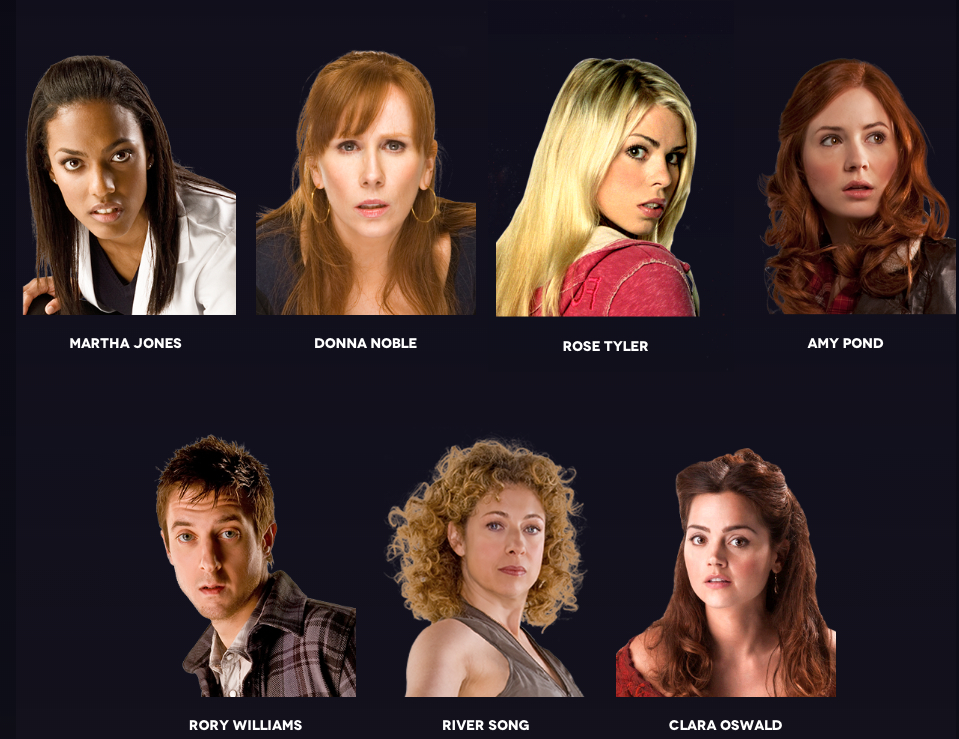 MARTHA JONES
DONNA NOBLE
ROSE TYLER
AMY POND
RORY WILLIAMS
RIVER SONG
CLARA OSWALD